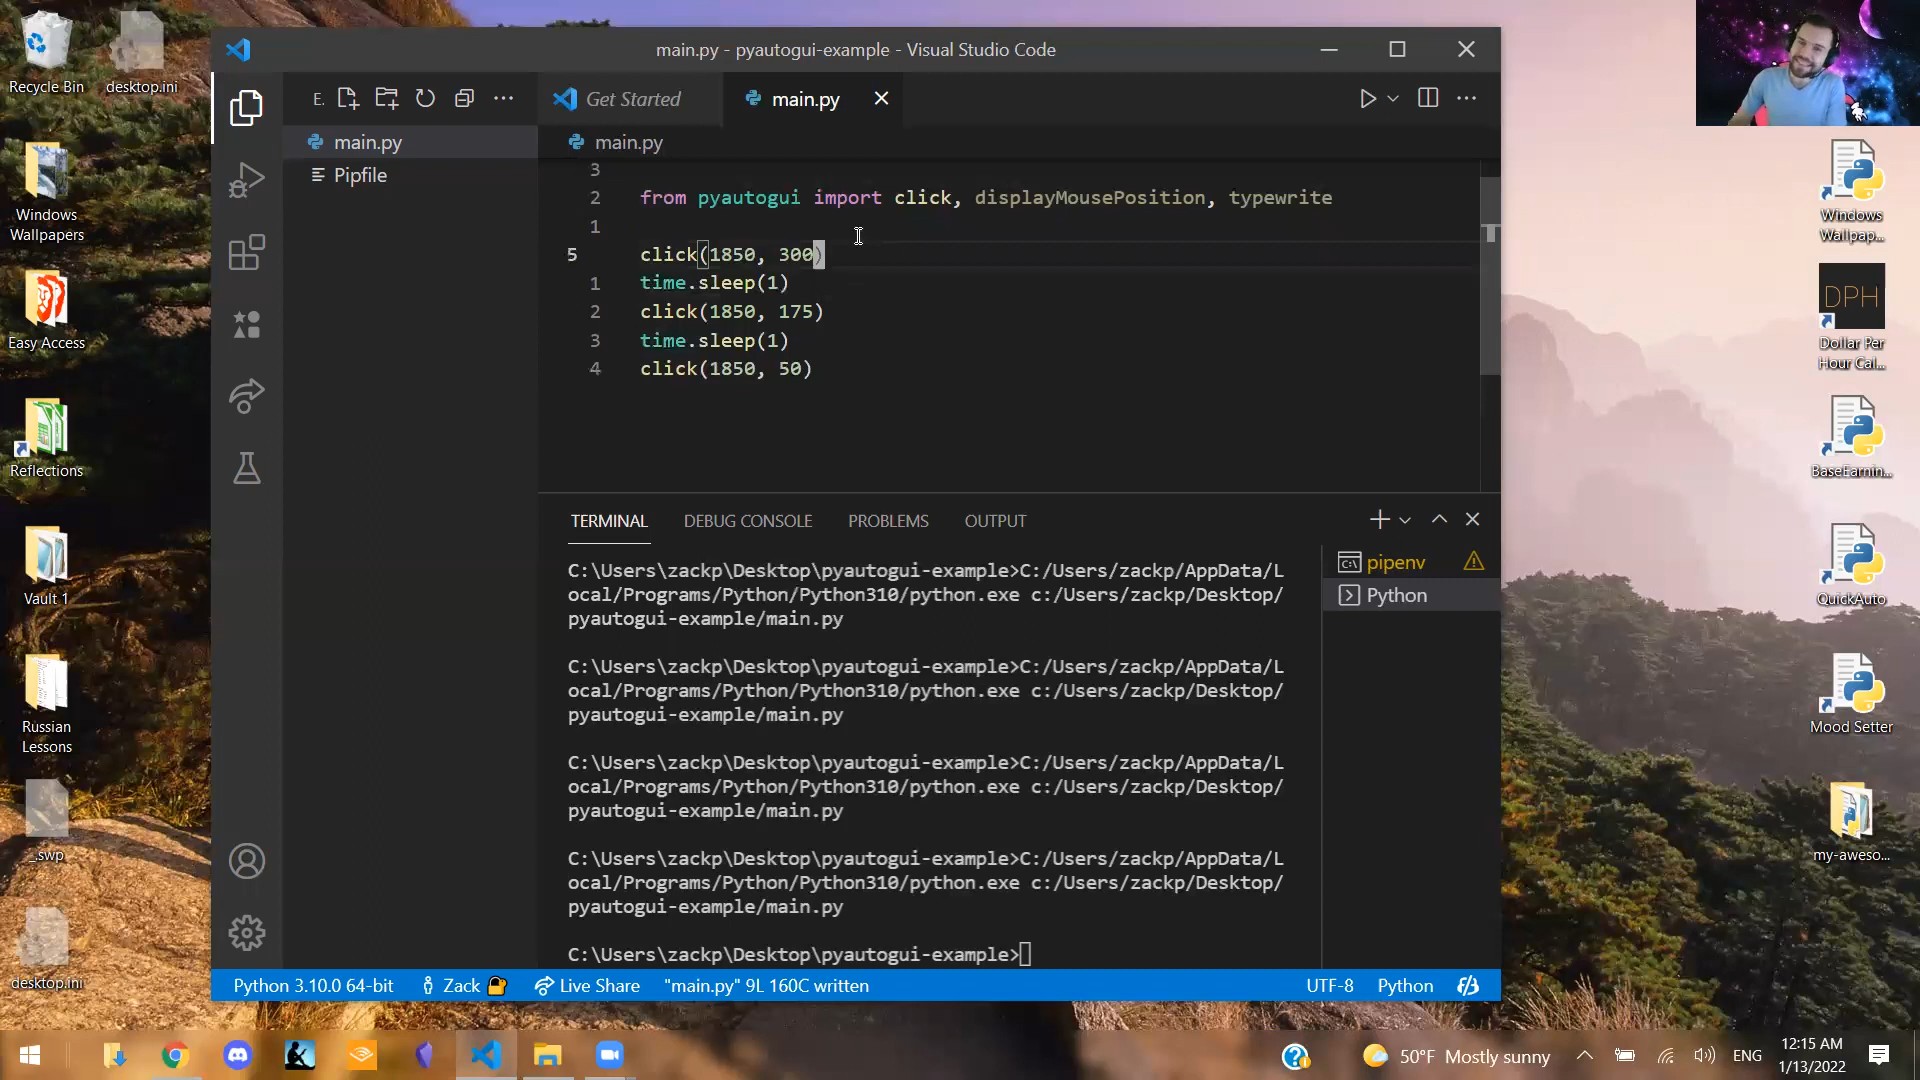 Recycle Bin
desktop.ini
Windows
Wallpapers
Easy Access
Reflections
Vault 1
Russian
Lessons
_.swp
desktop.ini
main.py - pyautogui-example - Visual Studio Code
E.
main.py
Pipfile
Get Started
main.py
main.py
3
2 from pyautogui import click, displayMousePosition, typewrite
1
5 click(1850, 300)
1 time.sleep(1)
2 click(1850, 175)
3 time.sleep(1)
4 click(1850, 50)
TERMINAL DEBUG CONSOLE PROBLEMS OUTPUT
C:\Users\zackp\Desktop\pyautogui-example>C:/Users/zackp/AppData/L
ocal/Programs/Python/Python310/python.exe c:/Users/zackp/Desktop/
pyautogui-example/main.py
C:\Users\zackp\Desktop\pyautogui-example>C:/Users/zackp/AppData/L
ocal/Programs/Python/Python310/python.exe c:/Users/zackp/Desktop/
pyautogui-example/main.py
C:\Users\zackp\Desktop\pyautogui-example>C:/Users/zackp/AppData/L
ocal/Programs/Python/Python310/python.exe c:/Users/zackp/Desktop/
pyautogui-example/main.py
C:\Users\zackp\Desktop\pyautogui-example>C:/Users/zackp/AppData/L
ocal/Programs/Python/Python310/python.exe c:/Users/zackp/Desktop/
pyautogui-example/main.py
C:\Users\zackp\Desktop\pyautogui-example>
pipenv
Python
Python 3.10.0 64-bit Zack Live Share "main.py" 9L 160C written UTF-8 Python
Windows
Wallpap...
DPH
Dollar Per
Hour Cal...
BaseEarnin...
QuickAuto
Mood Setter
my-aweso...
50°F Mostly sunny
ENG
12:15 AM
1/13/2022